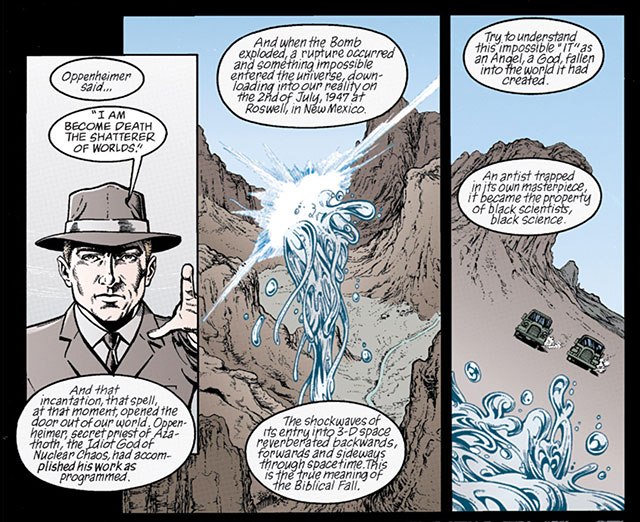 Oppenheimer
said...
"I AM
BECOME DEATH
THE SHATTERER
OF WORLDS."
And that
incantation, that spell,
at that moment, opened the
door out of our world. Oppen-
heimer, secret priest of Aza-
thoth, the Idiot God of
Nuclear Chaos, had accom-
plished his work as
programmed.
And when the Bomb
exploded, a rupture occurred
and something impossible
entered the universe, down-
loading into our reality on
the 2nd of July, 1947 at
Roswell, in New Mexico.
The shockwaves of
its entry into 3-D space
reverberated backwards,
forwards and sideways
through spacetime. This
is the true meaning of
the Biblical Fall.
Try to understand
this impossible "IT" as
an Angel, a God, fallen
into the world it had
created.
An artist trapped
in its own masterpiece,
it became the property
of black scientists,
black science.